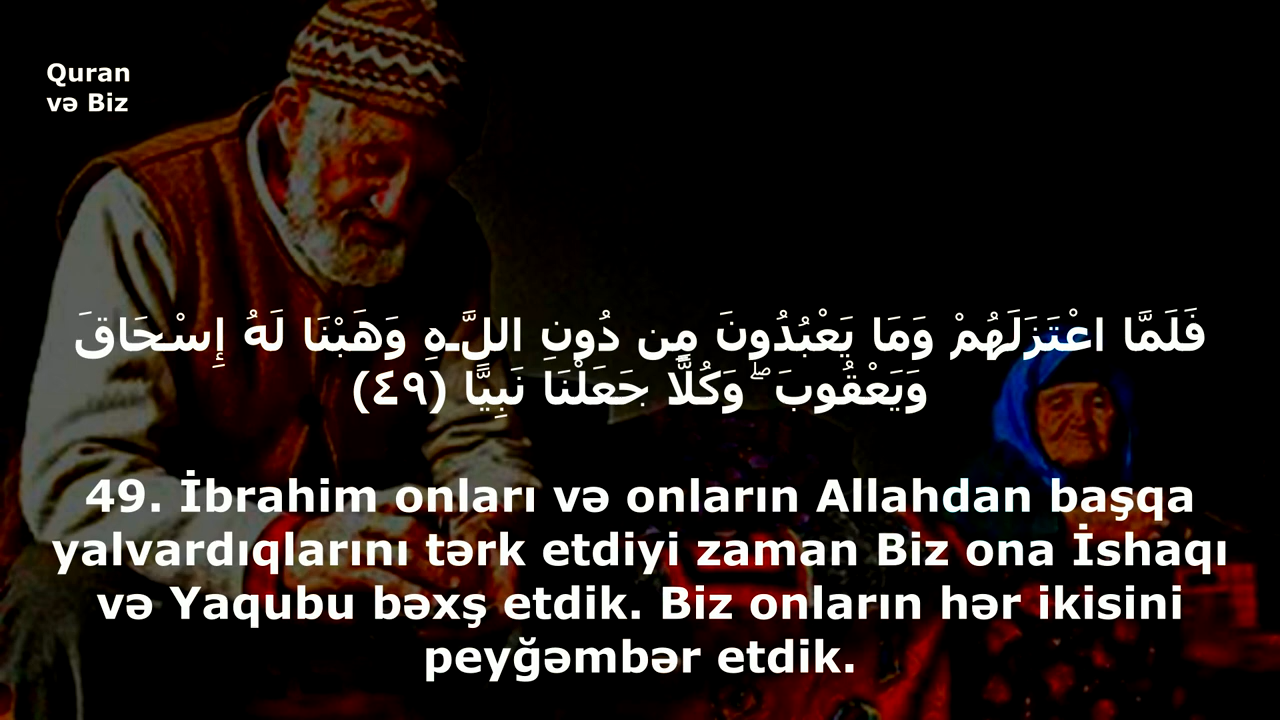 Quran
və Biz
فَلَمَّا اعْتَزَلَهُمْ وَمَا يَعْبُدُونَ مِن دُونِ اللَّـهِ وَهَبْنَا لَهُ إِسْحَاقَ
وَيَعْقُوبَ ۖ وَكُلًّا جَعَلْنَا نَبِيًّا ﴿٤٩﴾
49. İbrahim onları və onların Allahdan başqa
yalvardıqlarını tərk etdiyi zaman Biz ona İshaqı
və Yaqubu bəxş etdik. Biz onların hər ikisini
peyğəmbər etdik.